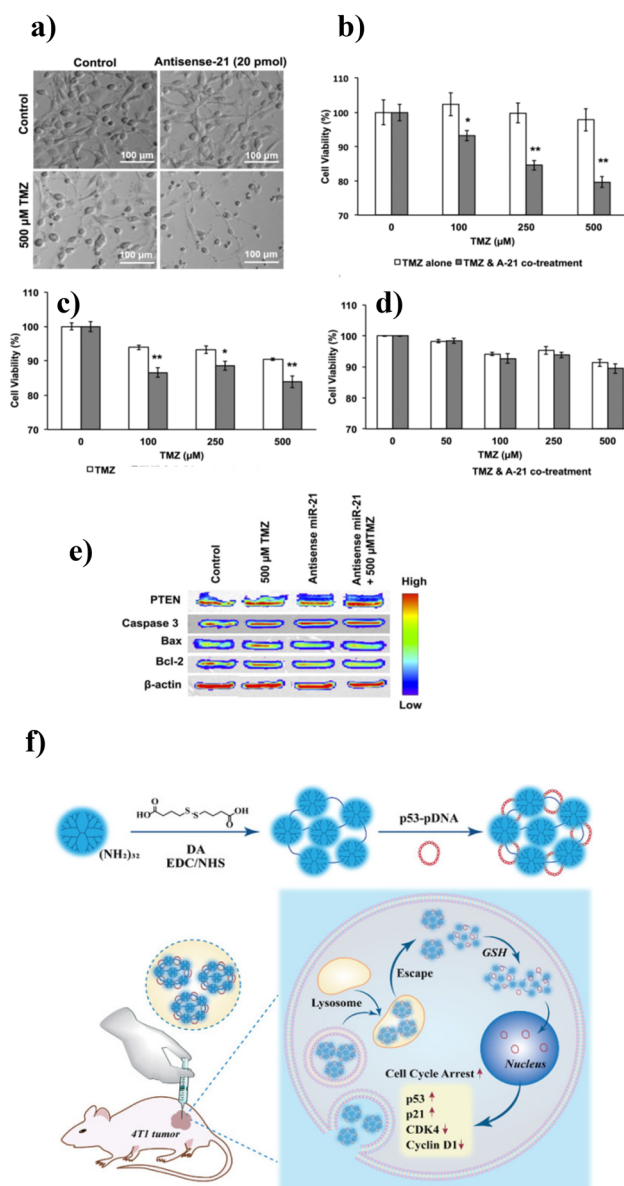 a)
Control Antisense-21 (20 pmol)
Control
100 µm
100 µm
500 µM TMZ
100 µm
100 µm
b)
Cell Viability (%)
110
100
90
80
70
*
**
**
0 100 250 500
TMZ (µM)
TMZ alone TMZ & A-21 co-treatment
c)
Cell Viability (%)
110
100
90
80
70
**
*
**
0 100 250 500
TMZ (µM)
TMZ
d)
Cell Viability (%)
110
100
90
80
70
0 50 100 250 500
TMZ (µM)
TMZ & A-21 co-treatment
e)
Control
500 µM TMZ
Antisense miR-21
Antisense miR-21
+ 500 µMTMZ
PTEN
Caspase 3
Bax
Bcl-2
β-actin
High
Low
f)
(NH2)32
HO O S S O OH
DA
EDC/NHS
p53-pDNA
4T1 tumor
Lysosome
Escape
GSH
Nucleus
Cell Cycle Arrest ↑
p53 ↑
p21 ↑
CDK4 ↓
Cyclin D1 ↓